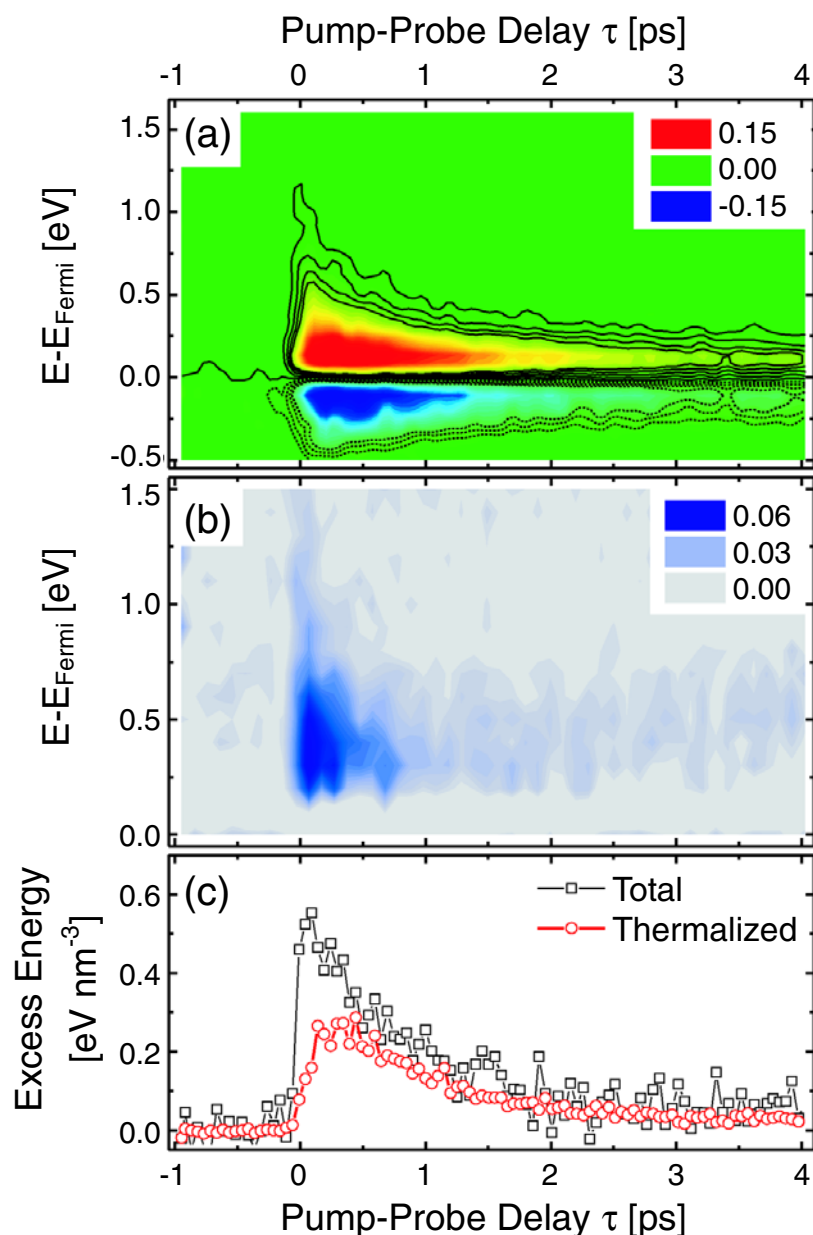 Pump-Probe Delay τ [ps]
-1 0 1 2 3 4
(a)
0.15
0.00
-0.15
1.5
1.0
0.5
0.0
-0.5
E-E_Fermi [eV]
(b)
0.06
0.03
0.00
1.5
1.0
0.5
0.0
E-E_Fermi [eV]
(c)
Total
Thermalized
0.6
0.4
0.2
0.0
Excess Energy
[eV nm⁻³]
-1 0 1 2 3 4
Pump-Probe Delay τ [ps]